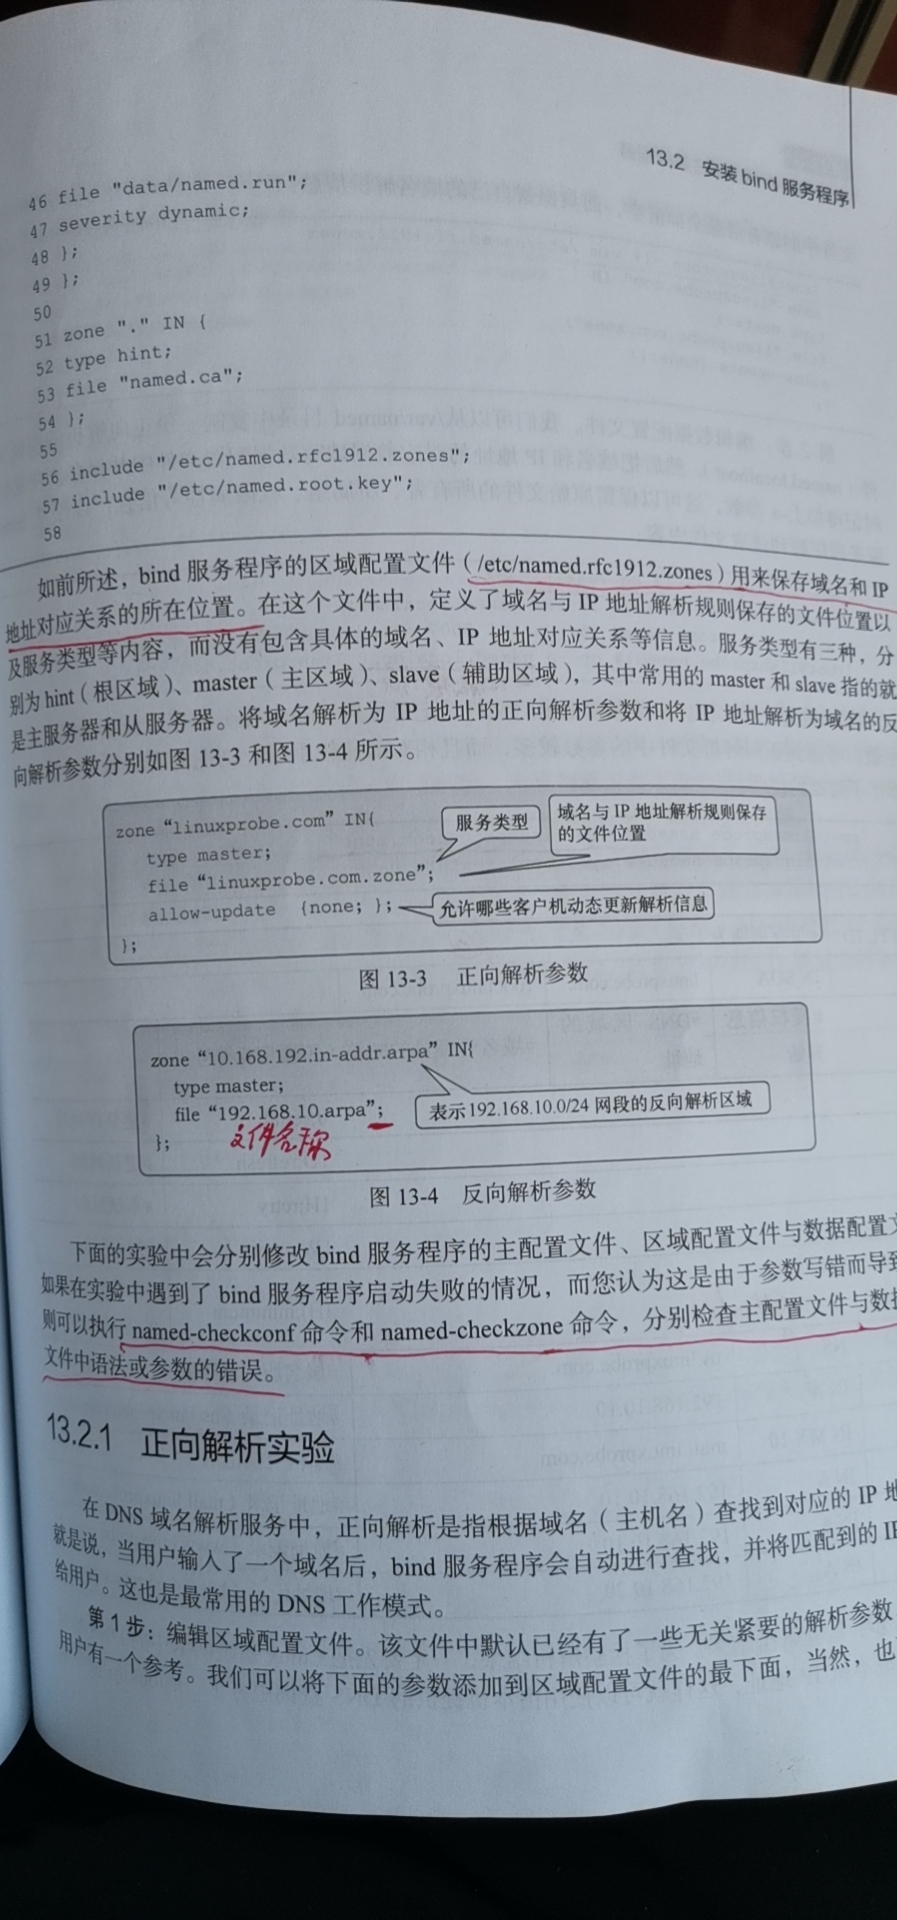 13.2 安装 bind 服务程序
46 file "data/named.run";
47 severity dynamic;
48 };
49 };
50
51 zone "." IN {
52 type hint;
53 file "named.ca";
54 };
55
56 include "/etc/named.rfc1912.zones";
57 include "/etc/named.root.key";
58
如前所述，bind 服务程序的区域配置文件（/etc/named.rfc1912.zones）用来保存域名和 IP
地址对应关系的所在位置。在这个文件中，定义了域名与 IP 地址解析规则保存的文件位置以
及服务类型等内容，而没有包含具体的域名、IP 地址对应关系等信息。服务类型有三种，分
别为 hint（根区域）、master（主区域）、slave（辅助区域），其中常用的 master 和 slave 指的就
是主服务器和从服务器。将域名解析为 IP 地址的正向解析参数和将 IP 地址解析为域名的反
向解析参数分别如图 13-3 和图 13-4 所示。
zone “linuxprobe.com” IN{
type master;
服务类型
域名与 IP 地址解析规则保存
的文件位置
file “linuxprobe.com.zone”;
allow-update {none; };
允许哪些客户机动态更新解析信息
};
图 13-3 正向解析参数
zone “10.168.192.in-addr.arpa” IN{
type master;
file “192.168.10.arpa”;
表示192.168.10.0/24 网段的反向解析区域
};
文件名称
图 13-4 反向解析参数
下面的实验中会分别修改 bind 服务程序的主配置文件、区域配置文件与数据配置文
如果在实验中遇到了 bind 服务程序启动失败的情况，而您认为这是由于参数写错而导致
则可以执行 named-checkconf 命令和 named-checkzone 命令，分别检查主配置文件与数据
文件中语法或参数的错误。
13.2.1 正向解析实验
在 DNS 域名解析服务中，正向解析是指根据域名（主机名）查找到对应的 IP 地
就是说，当用户输入了一个域名后，bind 服务程序会自动进行查找，并将匹配到的 IP
给用户。这也是最常用的 DNS 工作模式。
第 1 步：编辑区域配置文件。该文件中默认已经有了一些无关紧要的解析参数
用户有一个参考。我们可以将下面的参数添加到区域配置文件的最下面，当然，也